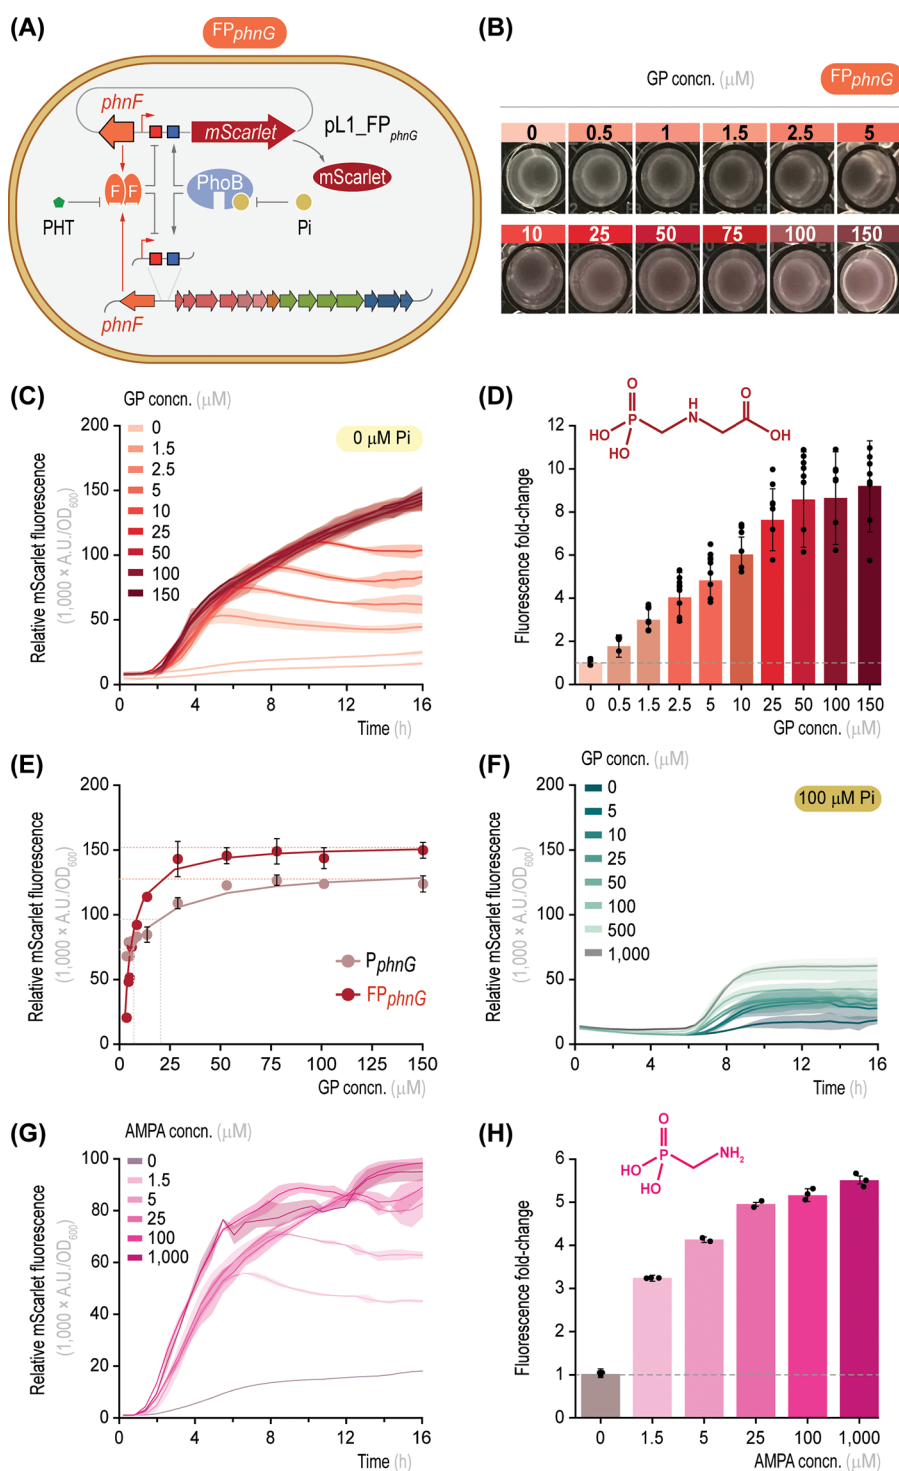 (A)
FPphnG
phnF
mScarlet
pL1_FPphnG
F F
PhoB
mScarlet
PHT
Pi
phnF
(B)
GP concn. (µM)
FPphnG
0 0.5 1 1.5 2.5 5
10 25 50 75 100 150
(C)
GP concn. (µM)
0 µM Pi
0
1.5
2.5
5
10
25
50
100
150
Relative mScarlet fluorescence
(1,000 × A.U./OD600)
200
150
100
50
0
0 4 8 12 16
Time (h)
(D)
O
HO P
HO
H
N
O
OH
Fluorescence fold-change
12
10
8
6
4
2
0
0 0.5 1.5 2.5 5 10 25 50 100 150
GP concn. (µM)
(E)
Relative mScarlet fluorescence
(1,000 × A.U./OD600)
200
150
100
50
0
PphnG
FPphnG
0 25 50 75 100 125 150
GP concn. (µM)
(F)
GP concn. (µM)
100 µM Pi
0
5
10
25
50
100
500
1,000
Relative mScarlet fluorescence
(1,000 × A.U./OD600)
200
150
100
50
0
0 4 8 12 16
Time (h)
(G)
AMPA concn. (µM)
0
1.5
5
25
100
1,000
Relative mScarlet fluorescence
(1,000 × A.U./OD600)
100
80
60
40
20
0
0 4 8 12 16
Time (h)
(H)
O
HO P NH2
HO
Fluorescence fold-change
6
5
4
3
2
1
0
0 1.5 5 25 100 1,000
AMPA concn. (µM)